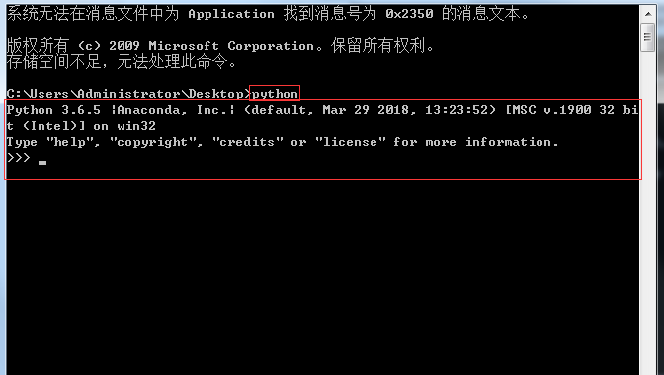 系统无法在消息文件中为 Application 找到消息号为 0x2350 的消息文本。
版权所有 (c) 2009 Microsoft Corporation。保留所有权利。
存储空间不足，无法处理此命令。
C:\Users\Administrator\Desktop>python
Python 3.6.5 |Anaconda, Inc.| (default, Mar 29 2018, 13:23:52) [MSC v.1900 32 bi
t (Intel)] on win32
Type "help", "copyright", "credits" or "license" for more information.
>>> _